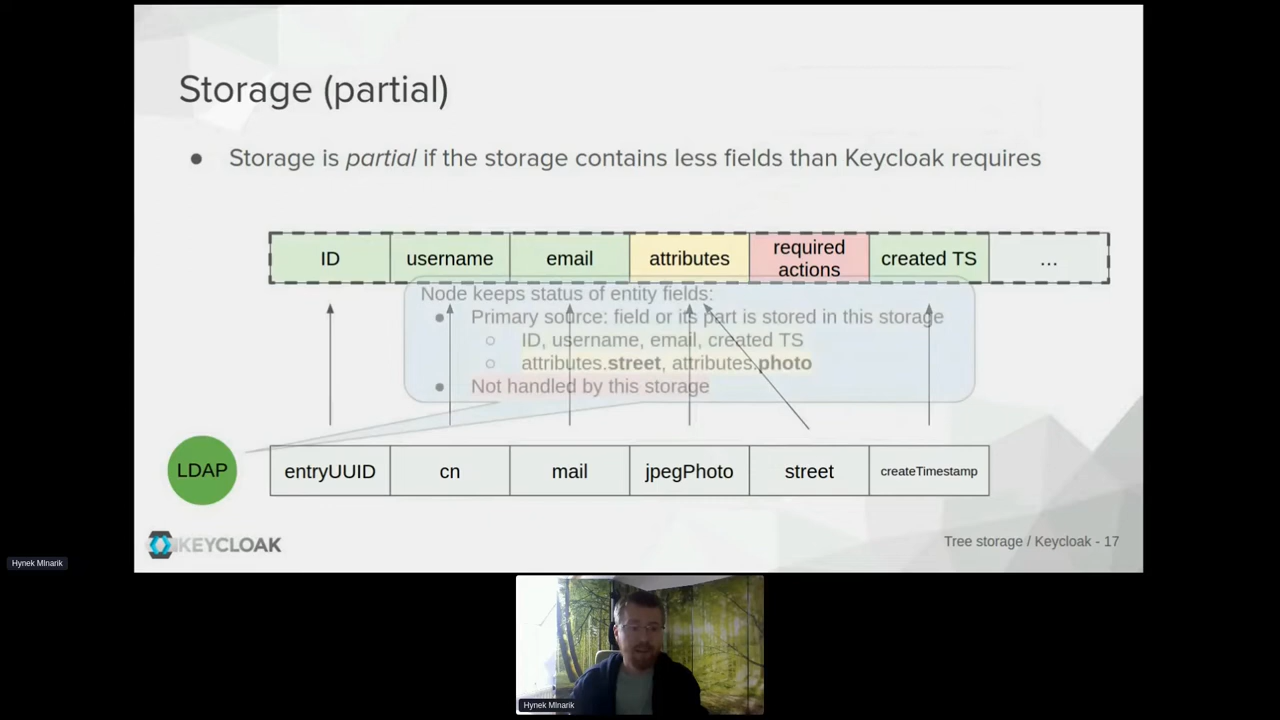 Storage (partial)
● Storage is partial if the storage contains less fields than Keycloak requires
ID username email attributes required actions created TS ...
Node keeps status of entity fields:
● Primary source: field or its part is stored in this storage
○ ID, username, email, created TS
○ attributes.street, attributes.photo
● Not handled by this storage
LDAP entryUUID cn mail jpegPhoto street createTimestamp
KEYCLOAK
Tree storage / Keycloak - 17
Hynek Mlnarik
Hynek Mlnarik